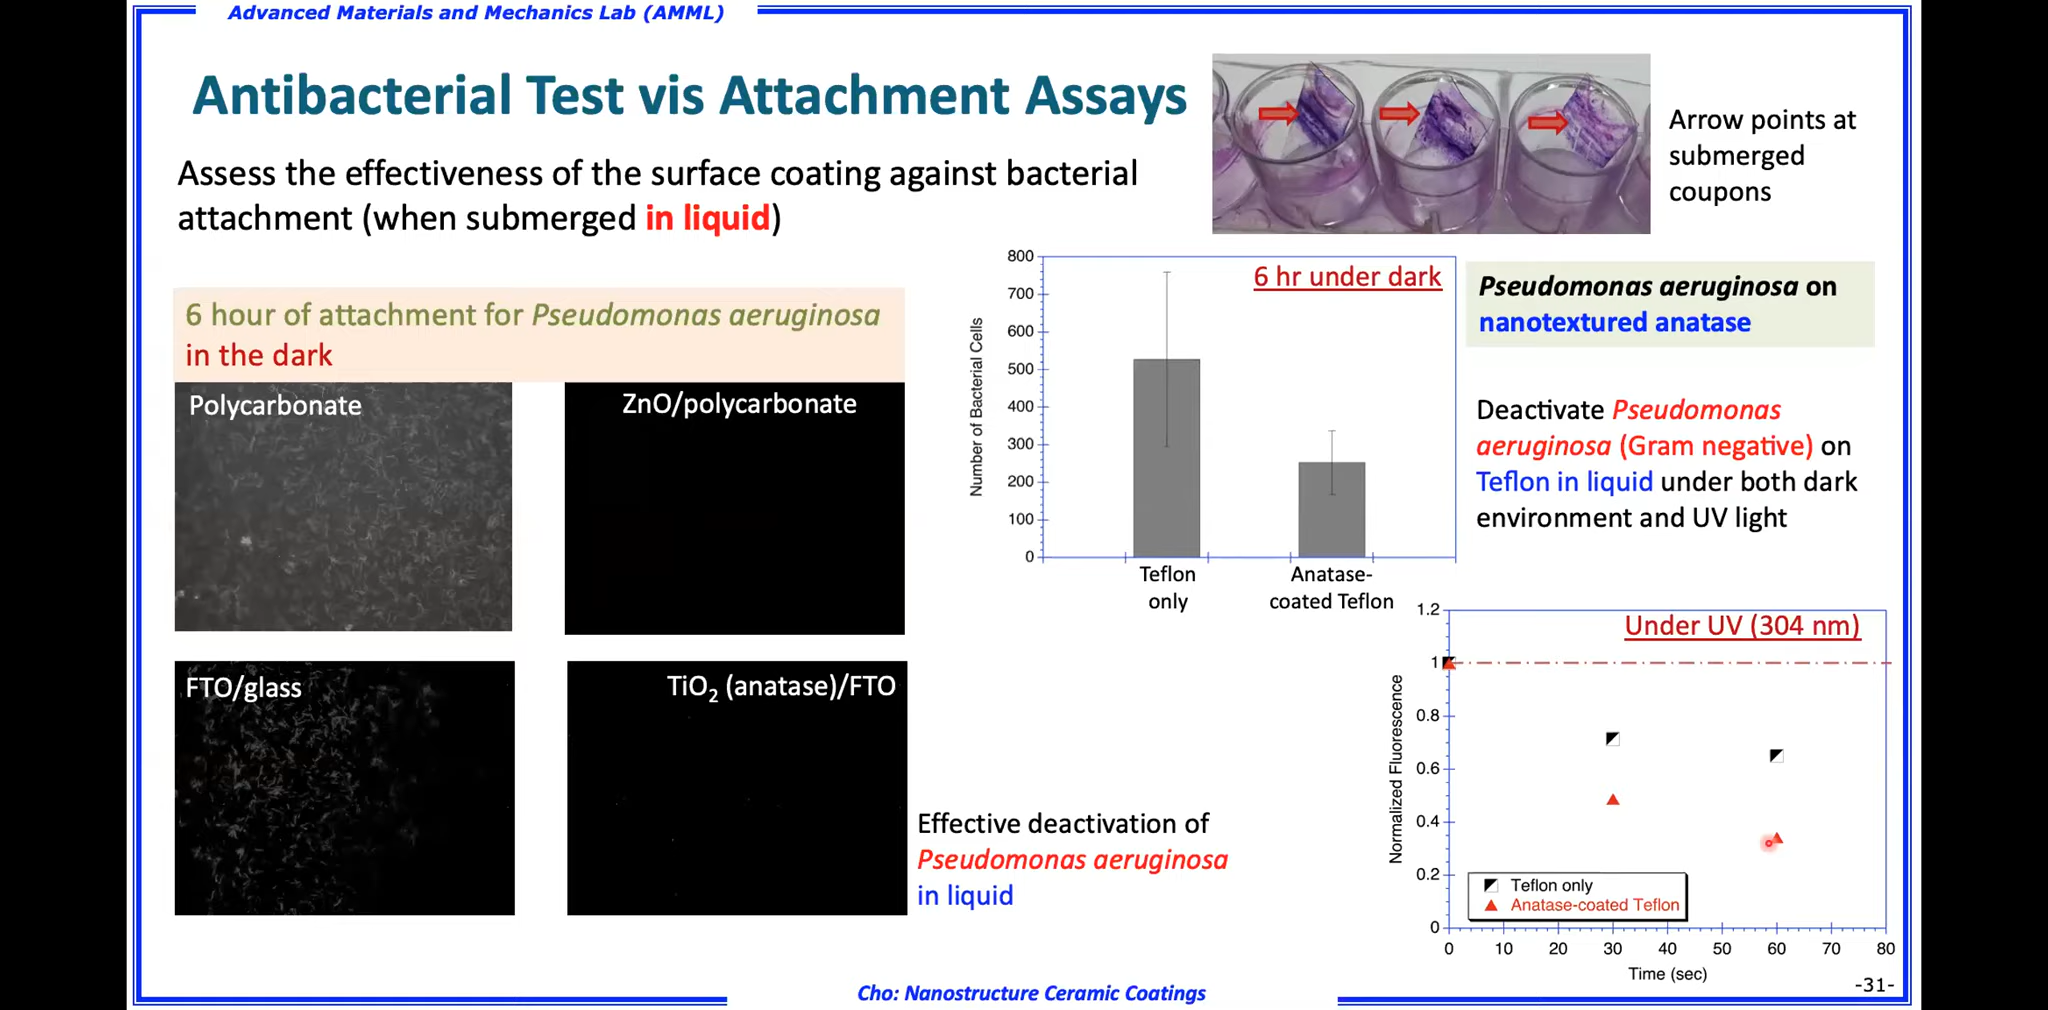 Advanced Materials and Mechanics Lab (AMML)
Antibacterial Test vis Attachment Assays
Assess the effectiveness of the surface coating against bacterial
attachment (when submerged in liquid)
Arrow points at
submerged
coupons
6 hour of attachment for Pseudomonas aeruginosa
in the dark
Polycarbonate
ZnO/polycarbonate
FTO/glass
TiO₂ (anatase)/FTO
Effective deactivation of
Pseudomonas aeruginosa
in liquid
6 hr under dark
Number of Bacterial Cells
800
700
600
500
400
300
200
100
0
Teflon
only
Anatase-
coated Teflon
Pseudomonas aeruginosa on
nanotextured anatase
Deactivate Pseudomonas
aeruginosa (Gram negative) on
Teflon in liquid under both dark
environment and UV light
Under UV (304 nm)
Normalized Fluorescence
1.2
1
0.8
0.6
0.4
0.2
0
Teflon only
Anatase-coated Teflon
0 10 20 30 40 50 60 70 80
Time (sec)
Cho: Nanostructure Ceramic Coatings
-31-